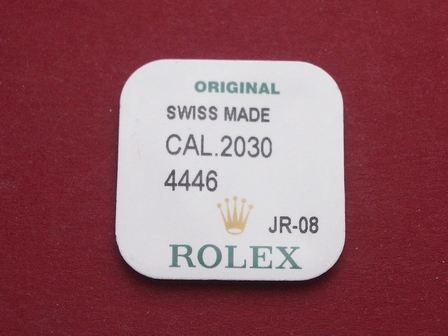 ORIGINAL
SWISS MADE
CAL.2030
4446
JR-08
ROLEX